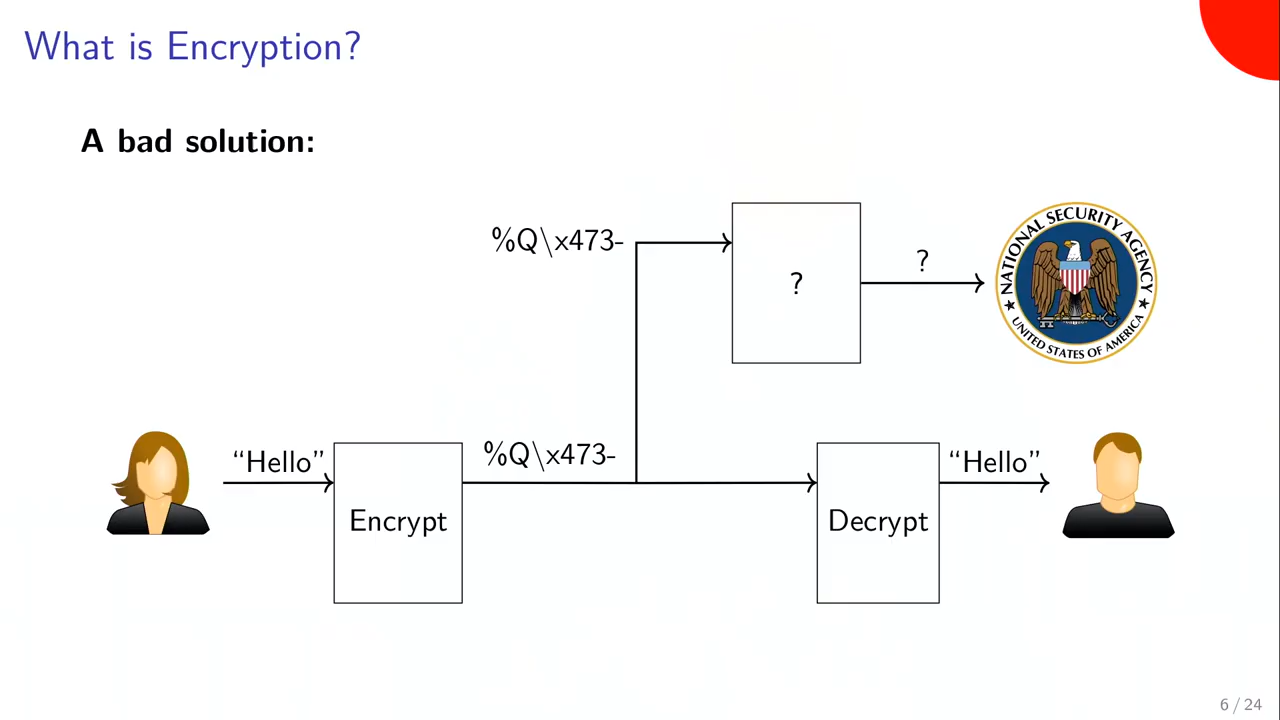 What is Encryption?
A bad solution:
%Q\x473-
?
?
NATIONAL SECURITY AGENCY
UNITED STATES OF AMERICA
“Hello”
Encrypt
%Q\x473-
Decrypt
“Hello”
6 / 24